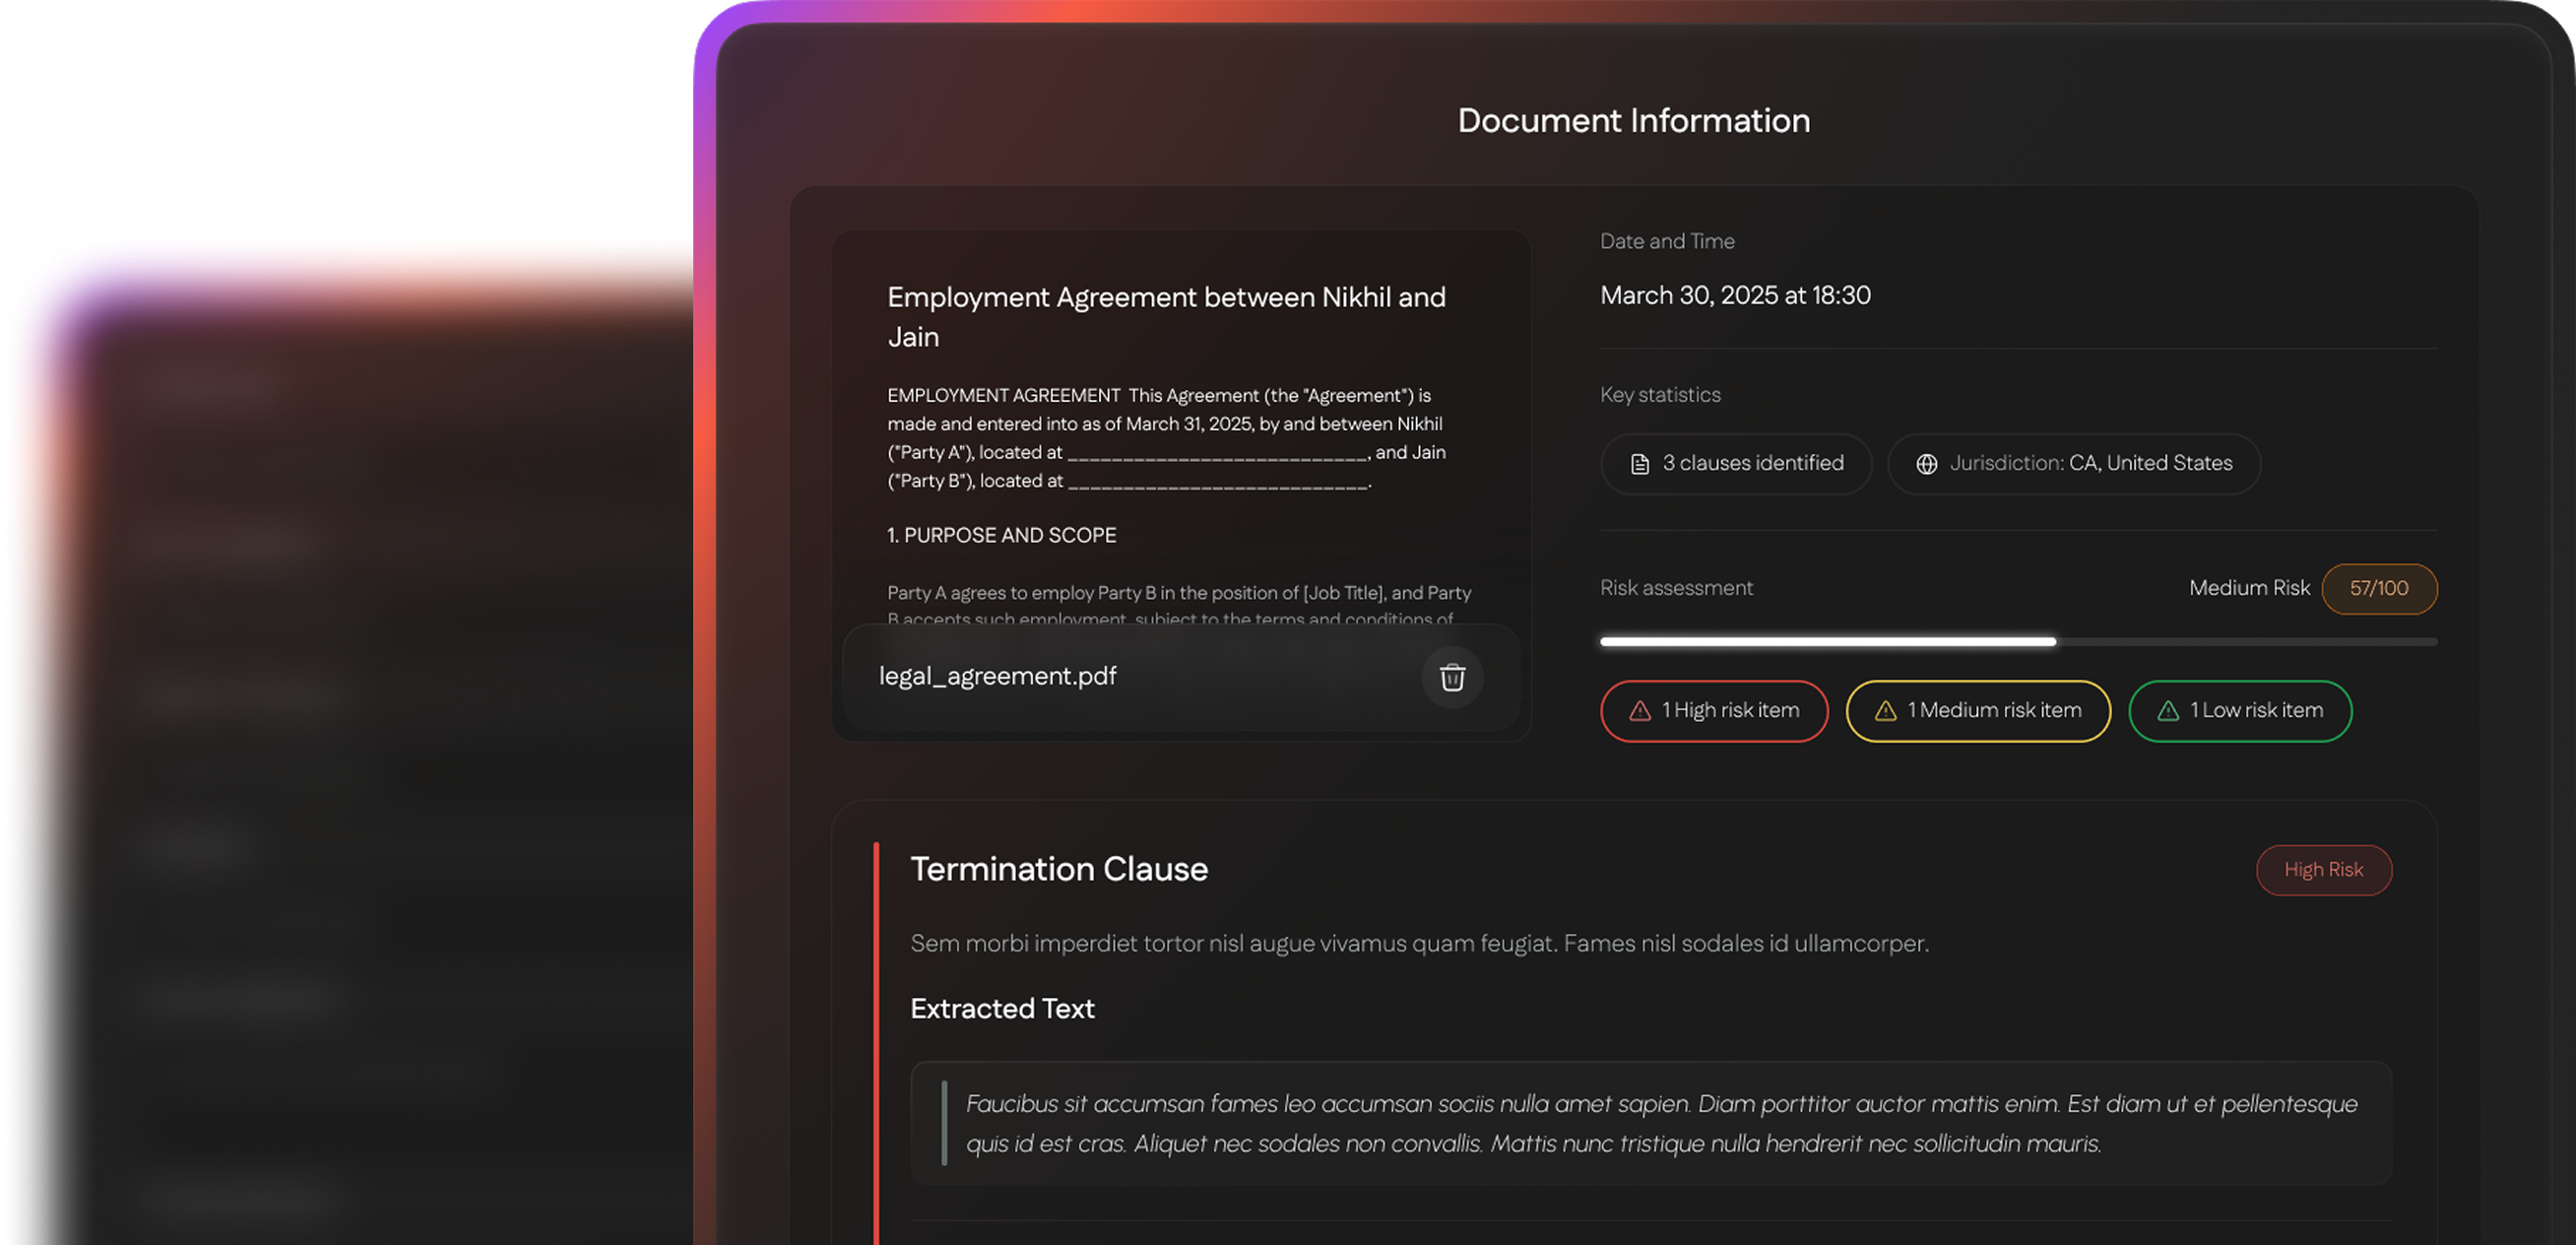 Document Information
Employment Agreement between Nikhil and
Jain
EMPLOYMENT AGREEMENT This Agreement (the "Agreement") is
made and entered into as of March 31, 2025, by and between Nikhil
("Party A"), located at ___________________________, and Jain
("Party B"), located at ___________________________.
1. PURPOSE AND SCOPE
Party A agrees to employ Party B in the position of [Job Title], and Party
B accepts such employment, subject to the terms and conditions of
legal_agreement.pdf
Date and Time
March 30, 2025 at 18:30
Key statistics
3 clauses identified
Jurisdiction: CA, United States
Risk assessment
Medium Risk 57/100
1 High risk item
1 Medium risk item
1 Low risk item
Termination Clause
High Risk
Sem morbi imperdiet tortor nisl augue vivamus quam feugiat. Fames nisl sodales id ullamcorper.
Extracted Text
Faucibus sit accumsan fames leo accumsan sociis nulla amet sapien. Diam porttitor auctor mattis enim. Est diam ut et pellentesque
quis id est cras. Aliquet nec sodales non convallis. Mattis nunc tristique nulla hendrerit nec sollicitudin mauris.